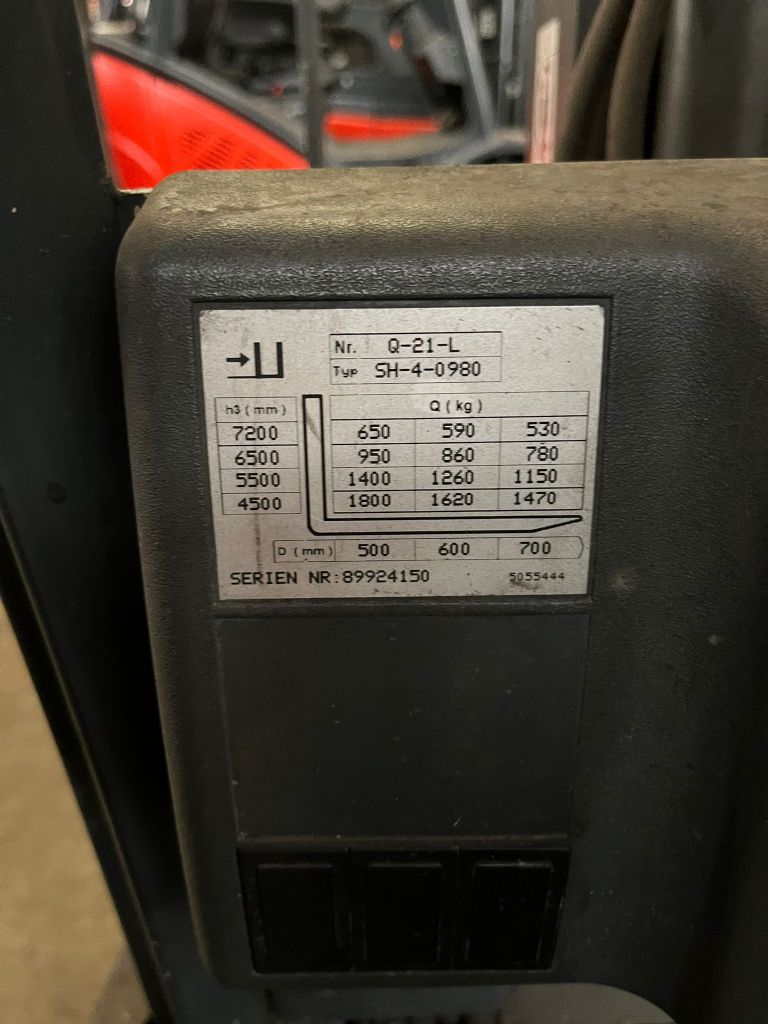 Nr. Q-21-L
Typ SH-4-0980
h3 (mm) Q (kg)
7200 650 590 530
6500 950 860 780
5500 1400 1260 1150
4500 1800 1620 1470
D (mm) 500 600 700
SERIEN NR:89924150 5055444